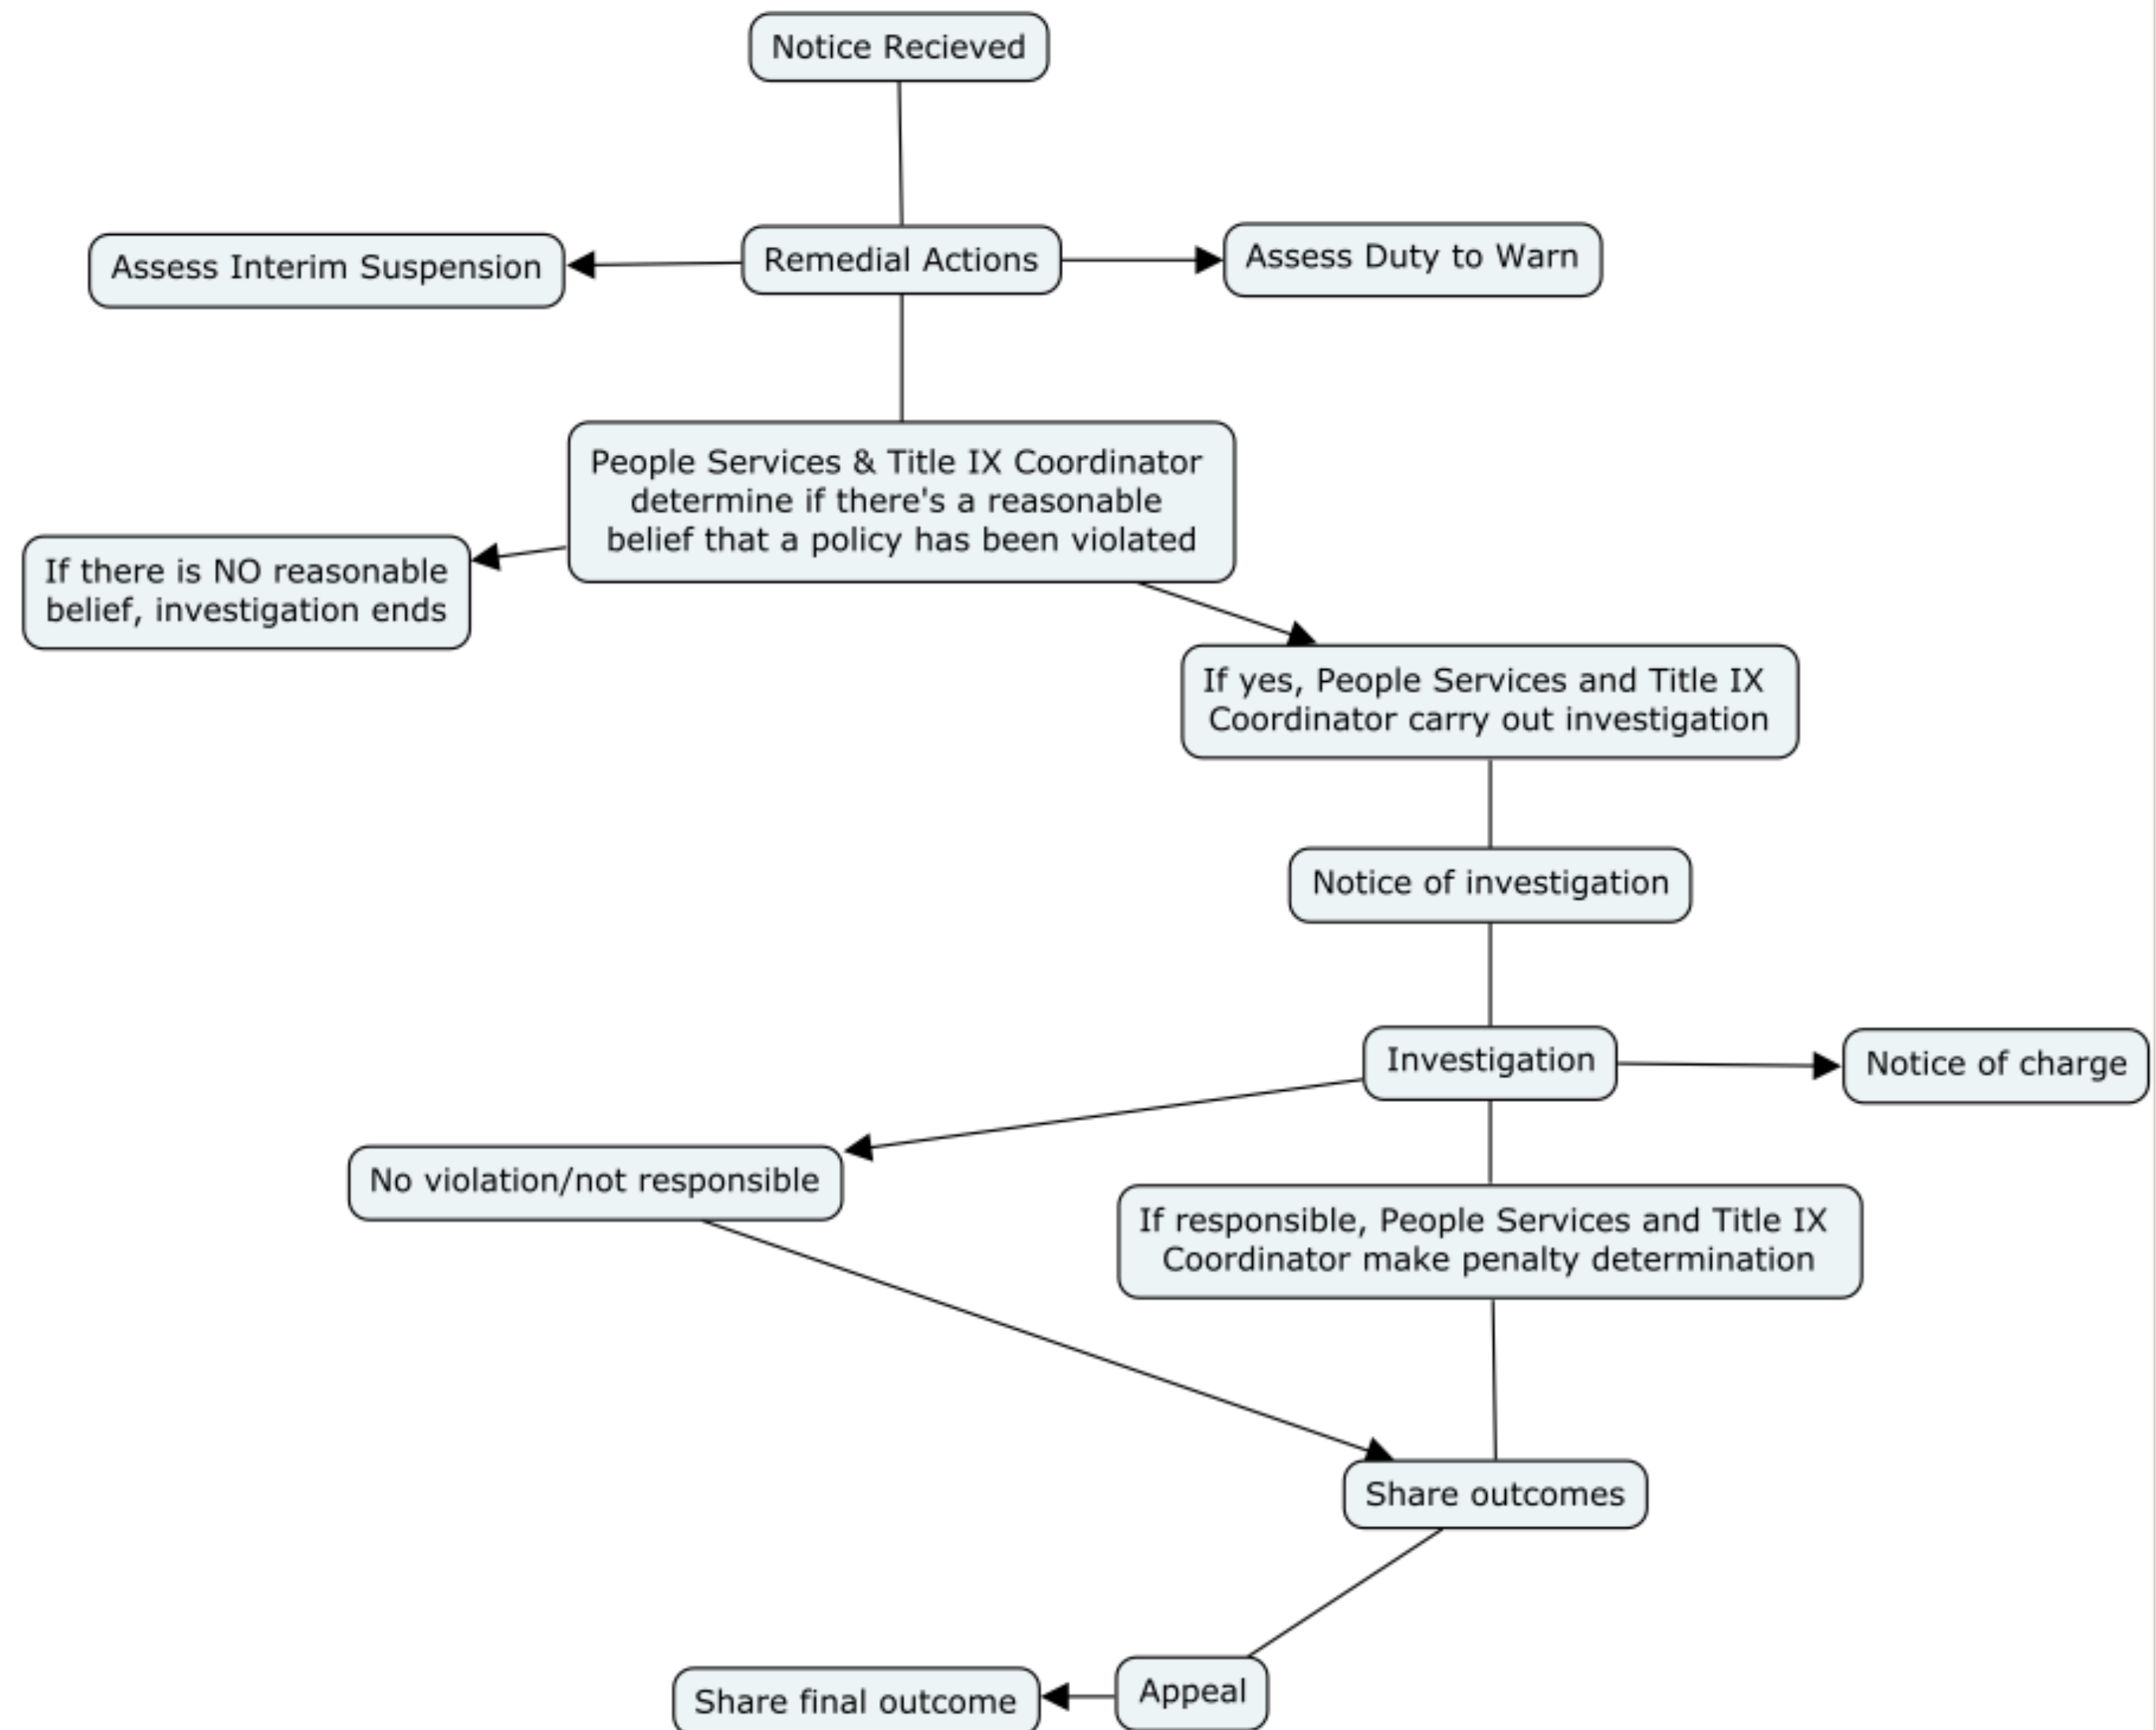 Notice Recieved
Assess Interim Suspension
Remedial Actions
Assess Duty to Warn
People Services & Title IX Coordinator
determine if there's a reasonable
belief that a policy has been violated
If there is NO reasonable
belief, investigation ends
If yes, People Services and Title IX
Coordinator carry out investigation
Notice of investigation
Investigation
Notice of charge
No violation/not responsible
If responsible, People Services and Title IX
Coordinator make penalty determination
Share outcomes
Appeal
Share final outcome